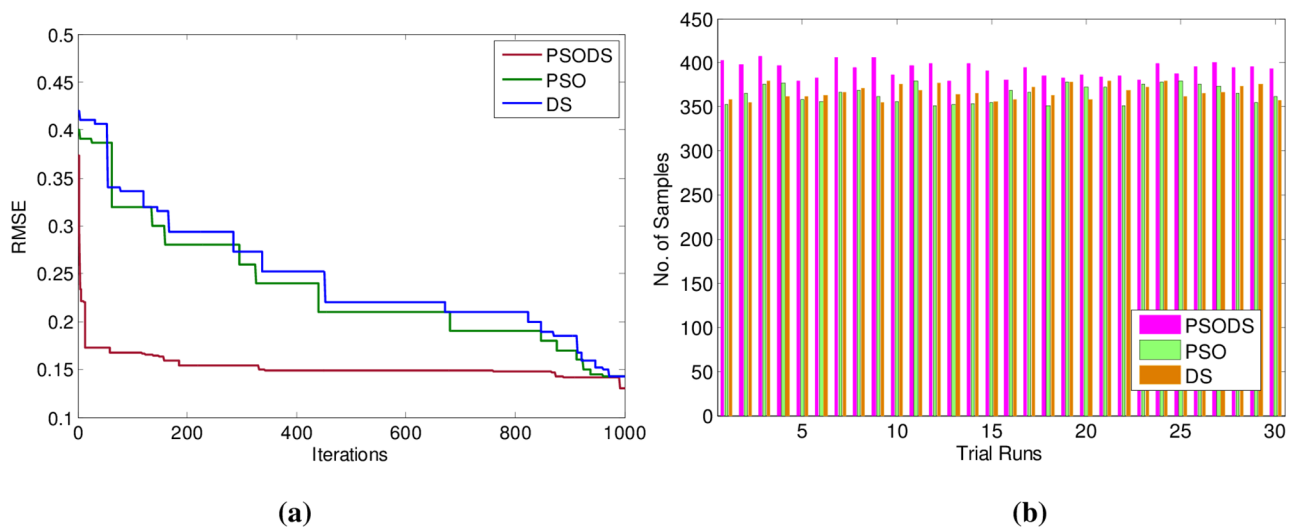 0.5
0.45
0.4
0.35
0.3
0.25
0.2
0.15
0.1
RMSE
0 200 400 600 800 1000
Iterations
PSODS
PSO
DS
(a)
450
400
350
300
250
200
150
100
50
0
No. of Samples
5 10 15 20 25 30
Trial Runs
PSODS
PSO
DS
(b)